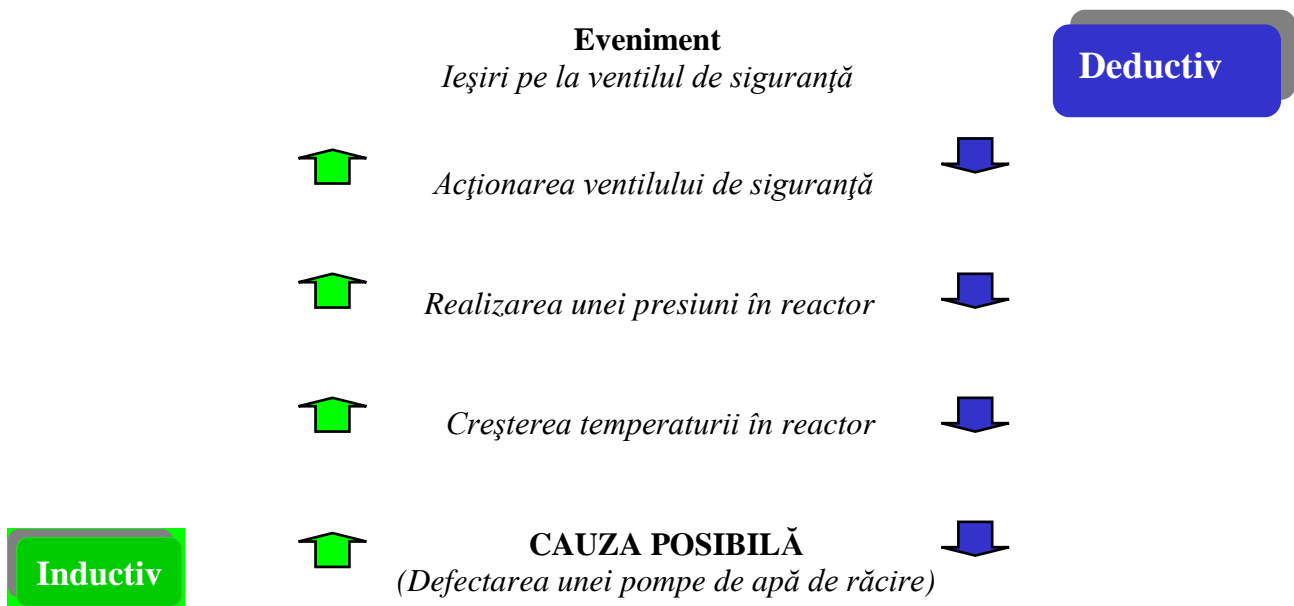 Eveniment
Ieşiri pe la ventilul de siguranţă
Deductiv
Acţionarea ventilului de siguranţă
Realizarea unei presiuni în reactor
Creşterea temperaturii în reactor
CAUZA POSIBILĂ
(Defectarea unei pompe de apă de răcire)
Inductiv